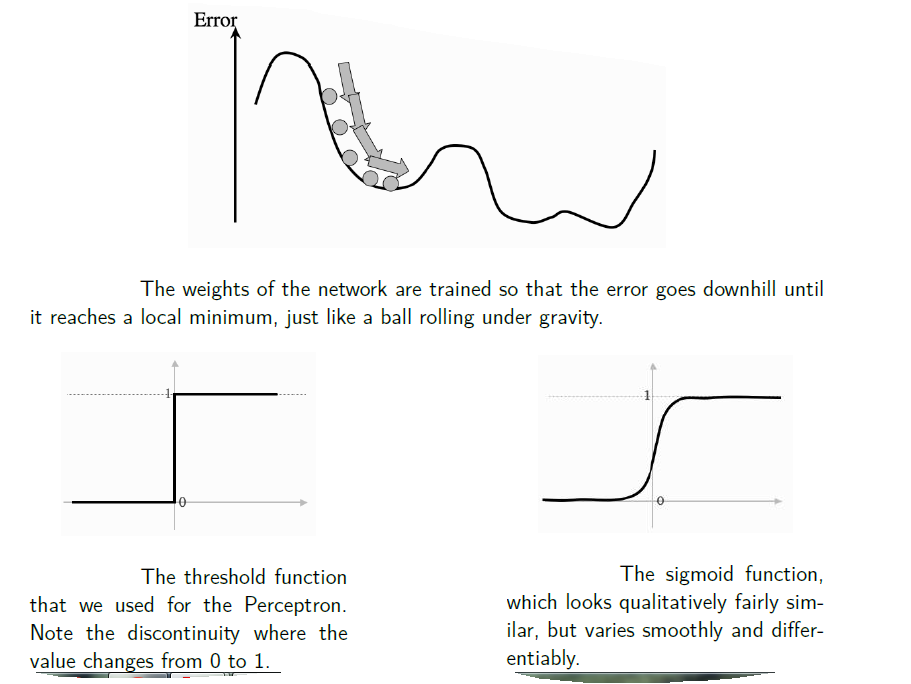 Error
The weights of the network are trained so that the error goes downhill until
it reaches a local minimum, just like a ball rolling under gravity.
1
0
1
0
The threshold function
that we used for the Perceptron.
Note the discontinuity where the
value changes from 0 to 1.
The sigmoid function,
which looks qualitatively fairly sim-
ilar, but varies smoothly and differ-
entiably.